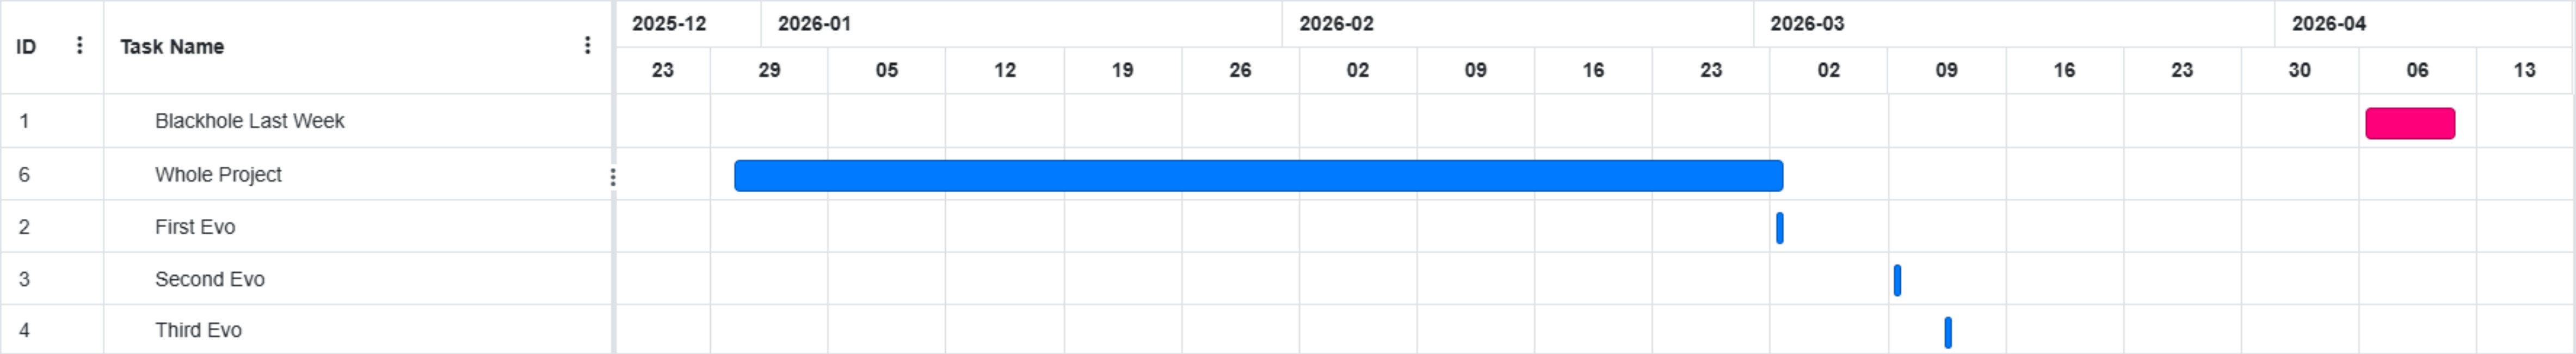 ID Task Name 2025-12 2026-01 2026-02 2026-03 2026-04
23 29 05 12 19 26 02 09 16 23 02 09 16 23 30 06 13
1 Blackhole Last Week
6 Whole Project
2 First Evo
3 Second Evo
4 Third Evo